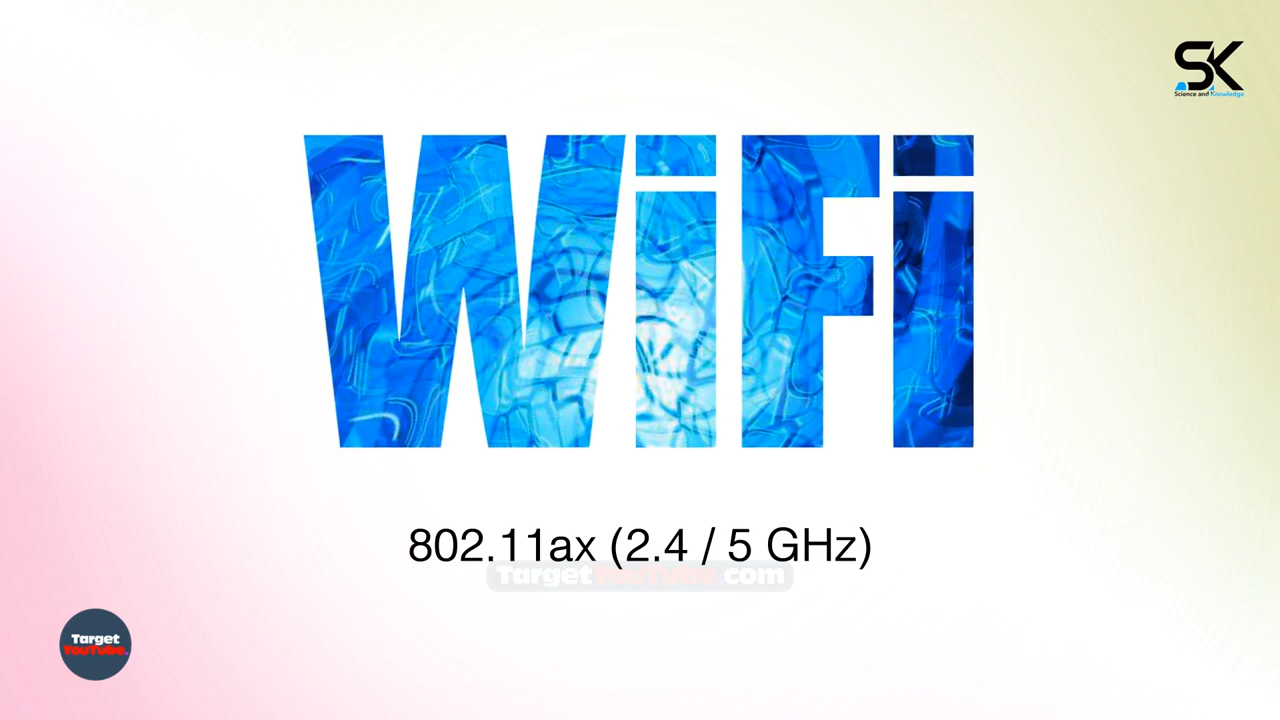 SK
Science and Knowledge
WiFi
802.11ax (2.4 / 5 GHz)
TargetYouTube.com
Target
YouTube.